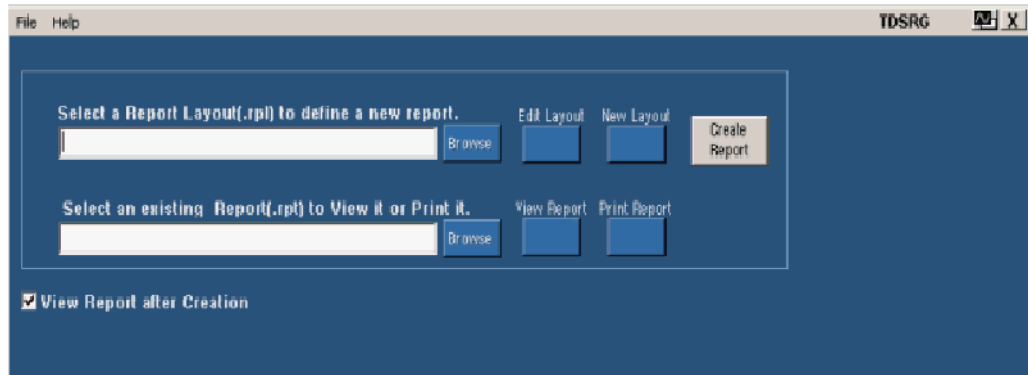 File Help TDSRG X
Select a Report Layout(.rpl) to define a new report. Edit Layout New Layout
Browse Create
Report
Select an existing Report(.rpt) to View it or Print it. View Report Print Report
Browse
View Report after Creation